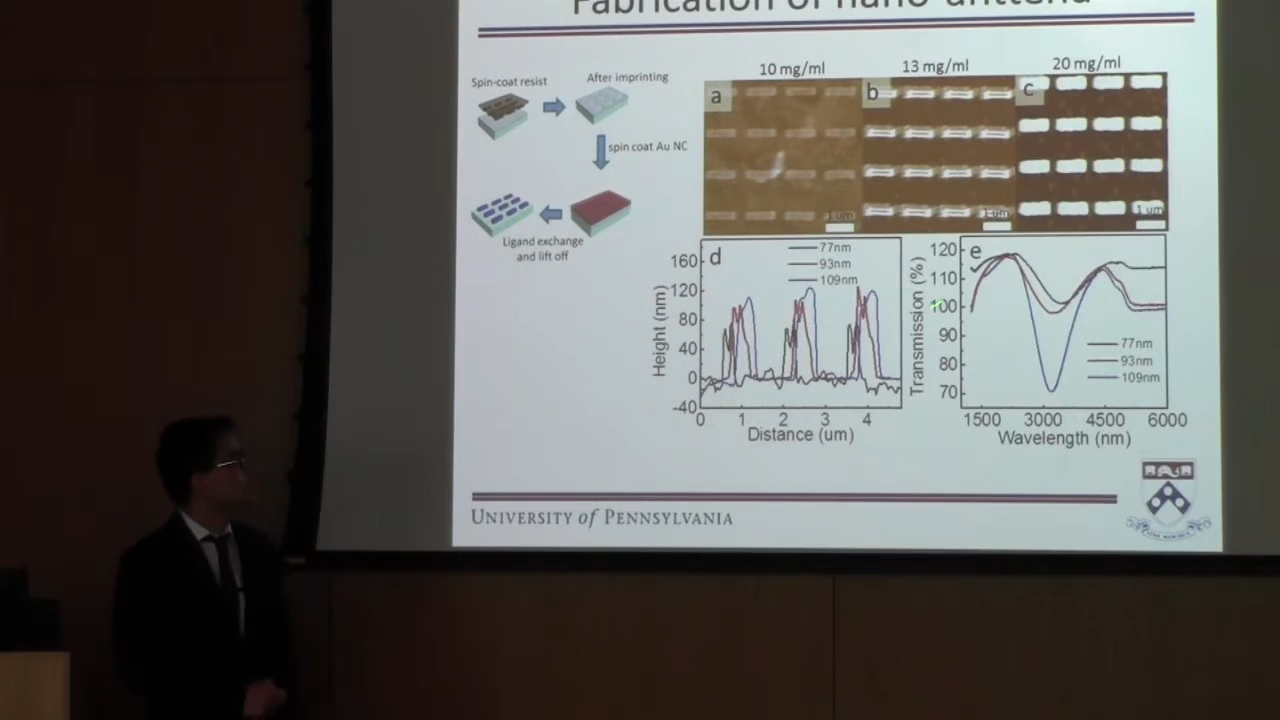 Fabrication of nano-antenna
Spin-coat resist
After imprinting
spin coat Au NC
Ligand exchange
and lift off
10 mg/ml
13 mg/ml
20 mg/ml
a
b
c
1 um
1 um
1 um
d
77nm
93nm
109nm
160
120
80
40
0
-40
Height (nm)
0 1 2 3 4
Distance (um)
e
120
110
100
90
80
70
Transmission (%)
77nm
93nm
109nm
1500 3000 4500 6000
Wavelength (nm)
UNIVERSITY of PENNSYLVANIA